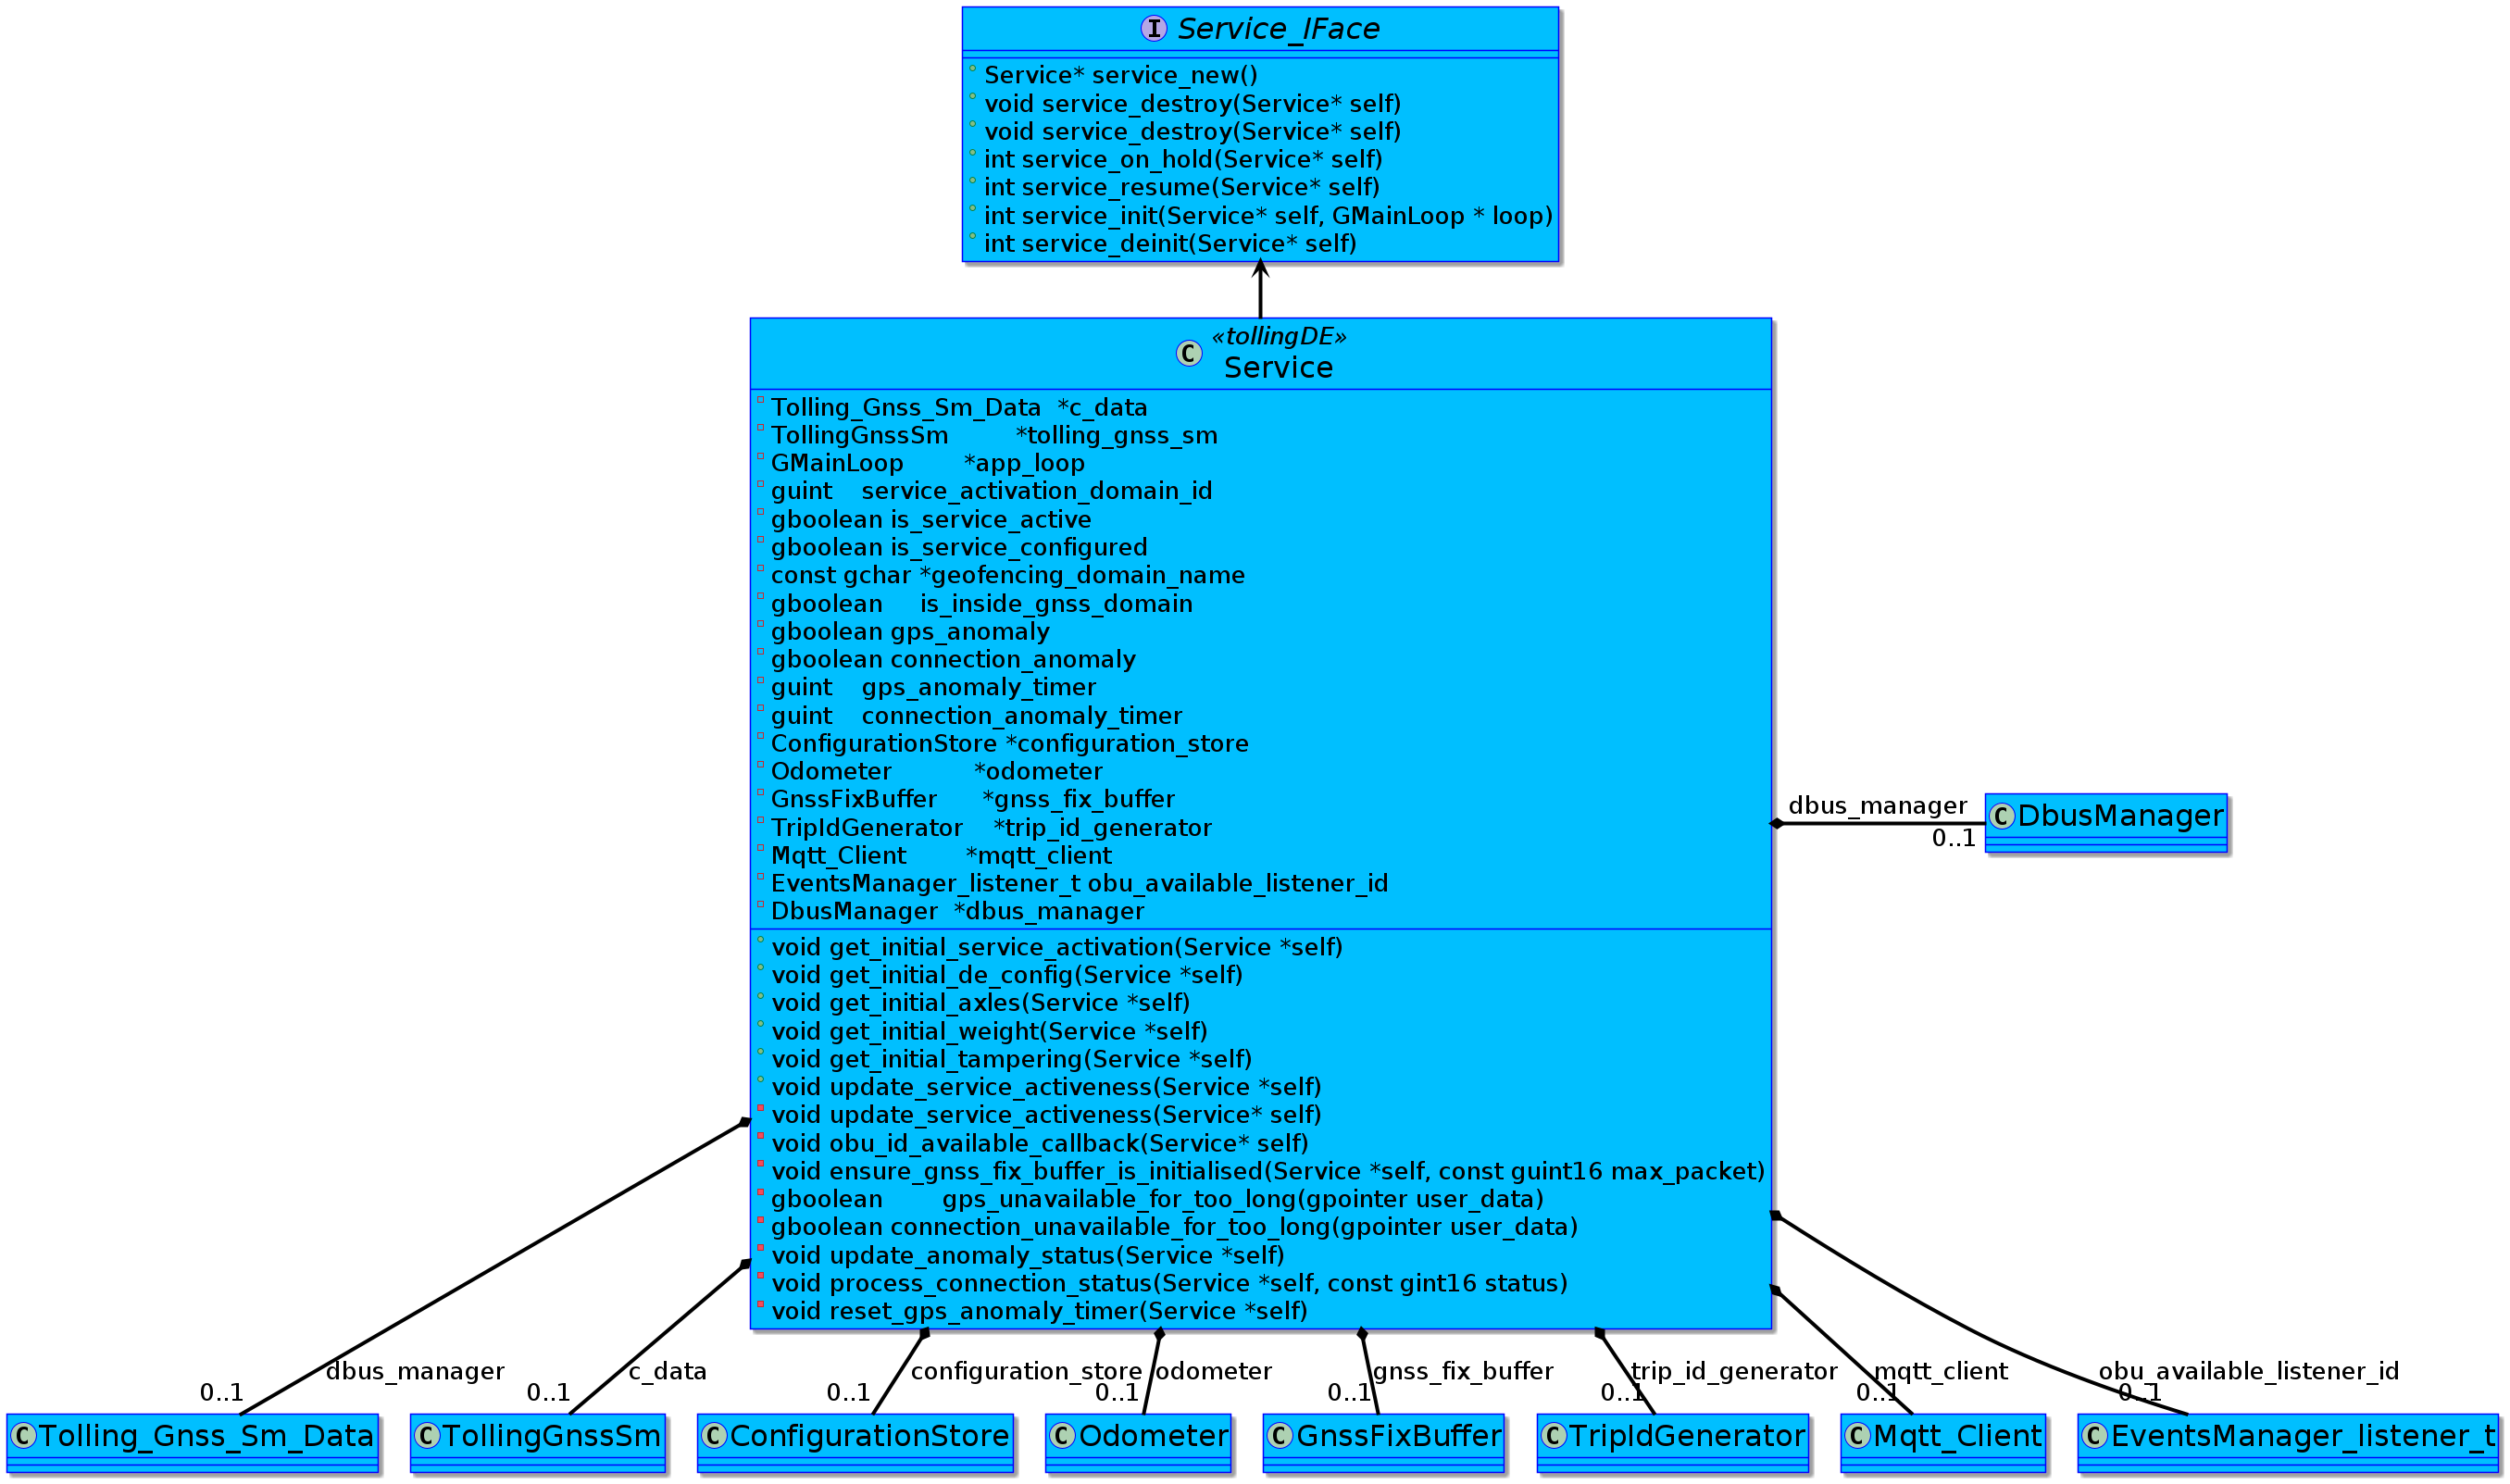 I Service_IFace
Service* service_new()
void service_destroy(Service* self)
void service_destroy(Service* self)
int service_on_hold(Service* self)
int service_resume(Service* self)
int service_init(Service* self, GMainLoop * loop)
int service_deinit(Service* self)
«tollingDE»
C Service
Tolling_Gnss_Sm_Data  *c_data
TollingGnssSm         *tolling_gnss_sm
GMainLoop        *app_loop
guint    service_activation_domain_id
gboolean is_service_active
gboolean is_service_configured
const gchar *geofencing_domain_name
gboolean     is_inside_gnss_domain
gboolean gps_anomaly
gboolean connection_anomaly
guint    gps_anomaly_timer
guint    connection_anomaly_timer
ConfigurationStore *configuration_store
Odometer           *odometer
GnssFixBuffer      *gnss_fix_buffer
TripIdGenerator    *trip_id_generator
Mqtt_Client        *mqtt_client
EventsManager_listener_t obu_available_listener_id
DbusManager  *dbus_manager
void get_initial_service_activation(Service *self)
void get_initial_de_config(Service *self)
void get_initial_axles(Service *self)
void get_initial_weight(Service *self)
void get_initial_tampering(Service *self)
void update_service_activeness(Service *self)
void update_service_activeness(Service* self)
void obu_id_available_callback(Service* self)
void ensure_gnss_fix_buffer_is_initialised(Service *self, const guint16 max_packet)
gboolean        gps_unavailable_for_too_long(gpointer user_data)
gboolean connection_unavailable_for_too_long(gpointer user_data)
void update_anomaly_status(Service *self)
void process_connection_status(Service *self, const gint16 status)
void reset_gps_anomaly_timer(Service *self)
dbus_manager
0..1
C DbusManager
dbus_manager
0..1
c_data
0..1
configuration_store
0..1
odometer
0..1
gnss_fix_buffer
0..1
trip_id_generator
0..1
mqtt_client
0..1
obu_available_listener_id
0..1
C Tolling_Gnss_Sm_Data
C TollingGnssSm
C ConfigurationStore
C Odometer
C GnssFixBuffer
C TripIdGenerator
C Mqtt_Client
C EventsManager_listener_t